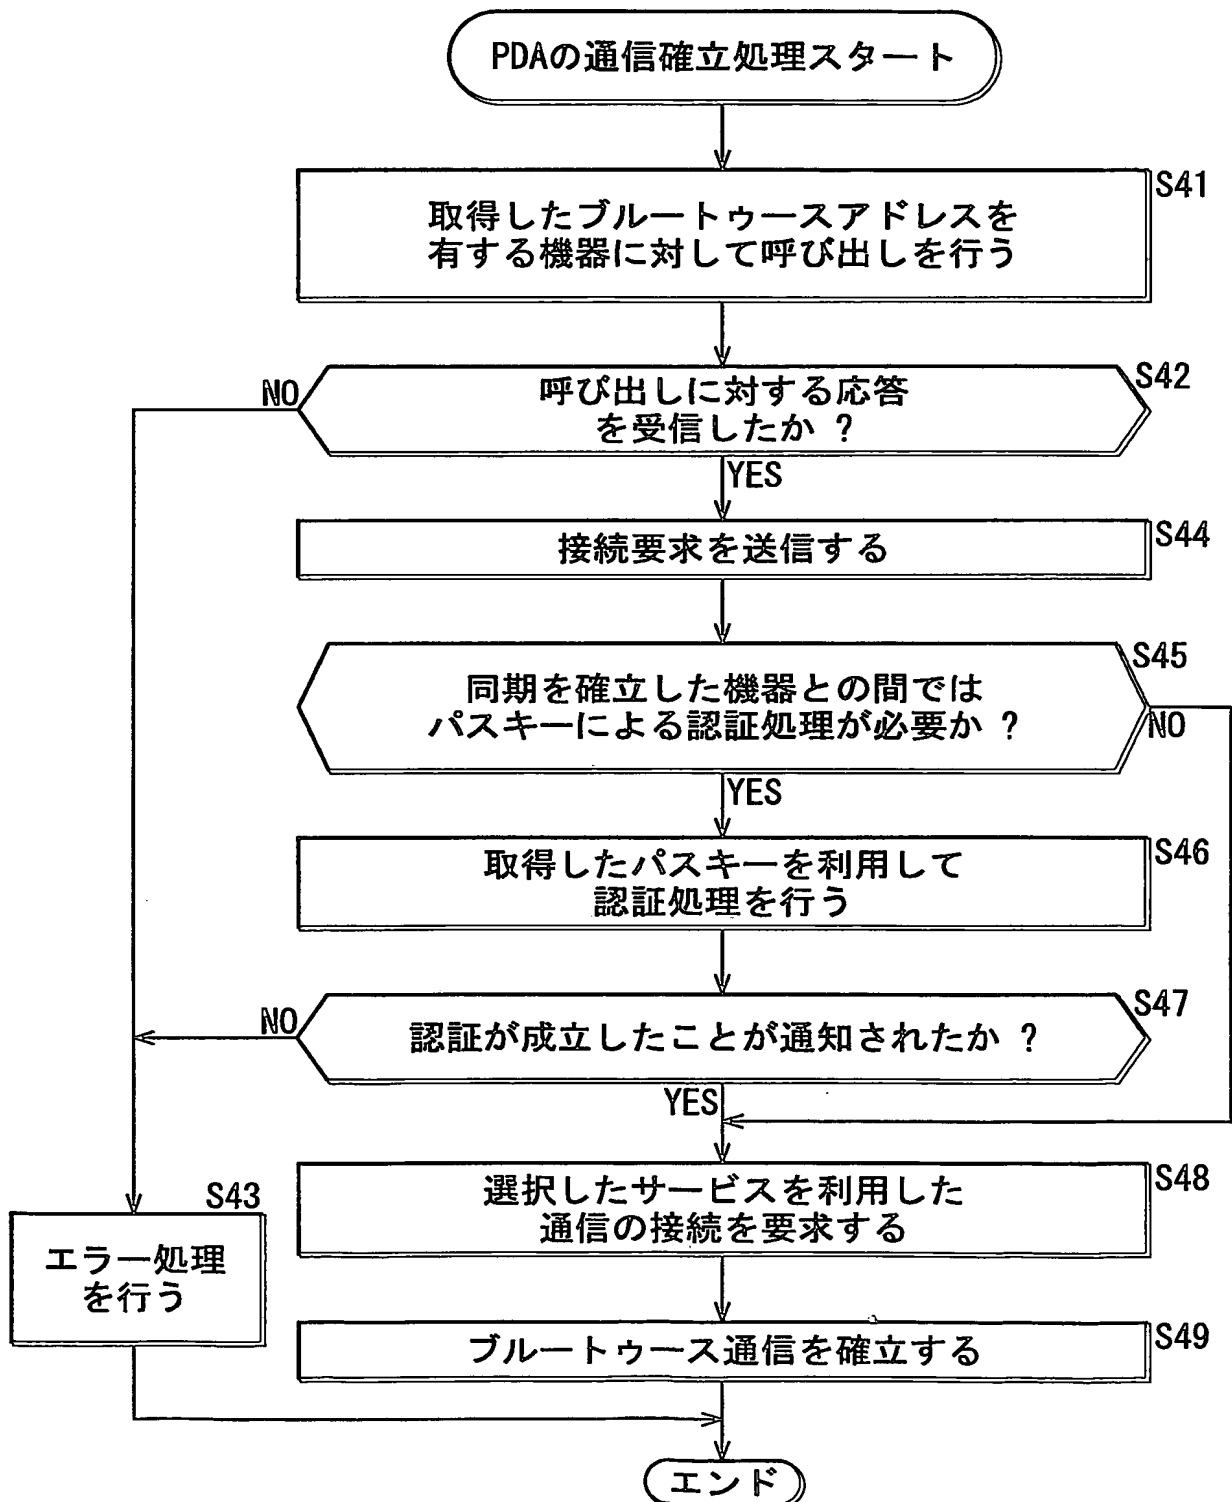 PDAの通信確立処理スタート
S41
取得したブルートゥースアドレスを
有する機器に対して呼び出しを行う
S42
NO
呼び出しに対する応答
を受信したか ?
YES
S44
接続要求を送信する
S45
同期を確立した機器との間では
パスキーによる認証処理が必要か ?
NO
YES
S46
取得したパスキーを利用して
認証処理を行う
S47
NO
認証が成立したことが通知されたか ?
YES
S48
選択したサービスを利用した
通信の接続を要求する
S43
エラー処理
を行う
S49
ブルートゥース通信を確立する
エンド